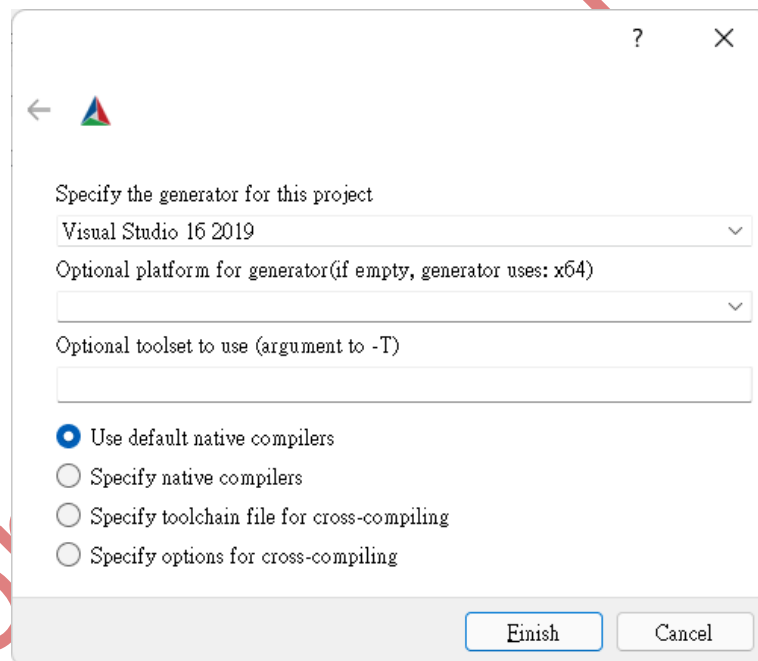 ?
Specify the generator for this project
Visual Studio 16 2019
Optional platform for generator(if empty, generator uses: x64)
Optional toolset to use (argument to -T)
Use default native compilers
Specify native compilers
Specify toolchain file for cross-compiling
Specify options for cross-compiling
Finish Cancel